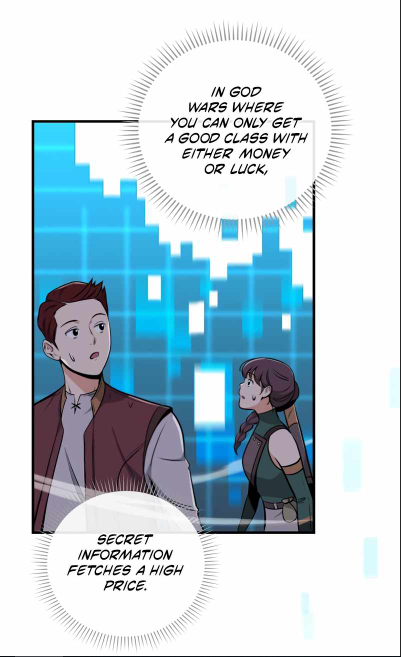 IN GOD
WARS WHERE
YOU CAN ONLY GET
A GOOD CLASS WITH
EITHER MONEY
OR LUCK,
SECRET
INFORMATION
FETCHES A HIGH
PRICE.